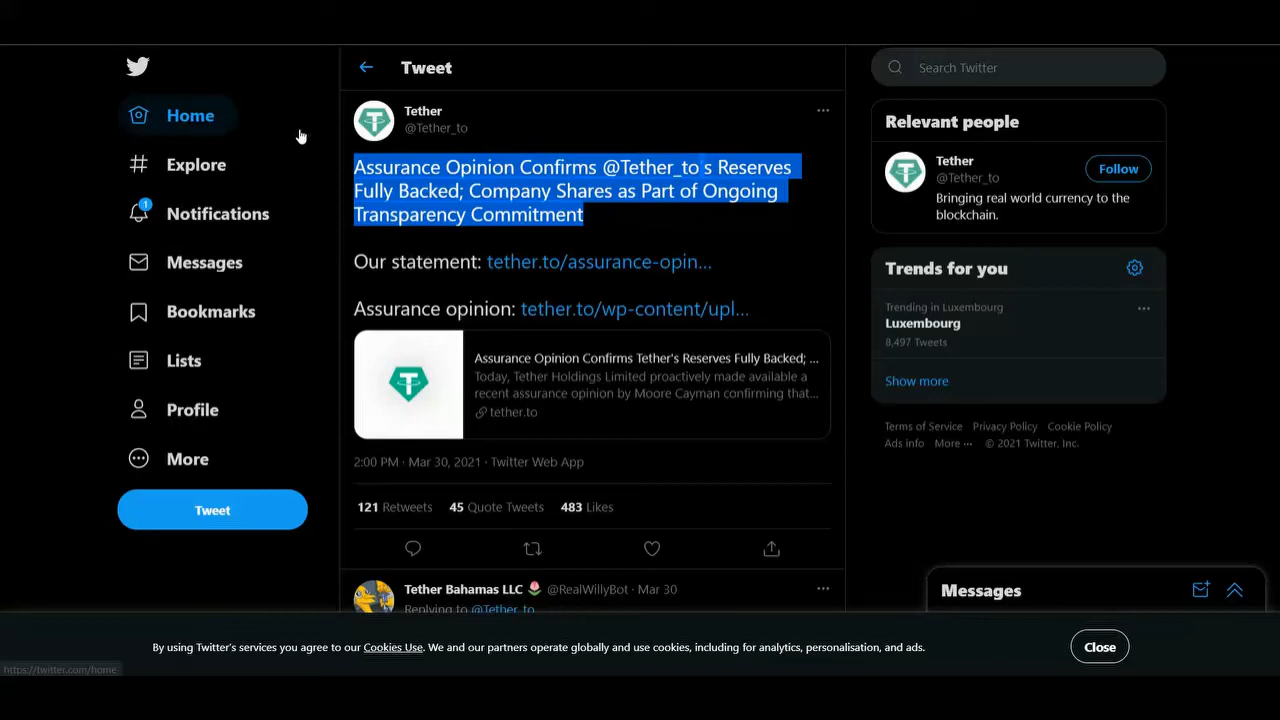 Home
Explore
1
Notifications
Messages
Bookmarks
Lists
Profile
More
Tweet
https://twitter.com/home
Tweet
Tether
@Tether_to
Assurance Opinion Confirms @Tether_to's Reserves
Fully Backed; Company Shares as Part of Ongoing
Transparency Commitment
Our statement: tether.to/assurance-opin...
Assurance opinion: tether.to/wp-content/upl...
Assurance Opinion Confirms Tether's Reserves Fully Backed; ...
Today, Tether Holdings Limited proactively made available a
recent assurance opinion by Moore Cayman confirming that...
tether.to
2:00 PM · Mar 30, 2021 · Twitter Web App
121 Retweets 45 Quote Tweets 483 Likes
Tether Bahamas LLC @RealWillyBot · Mar 30
Replying to @Tether_to
Search Twitter
Relevant people
Tether
@Tether_to
Follow
Bringing real world currency to the
blockchain.
Trends for you
Trending in Luxembourg
Luxembourg
8,497 Tweets
Show more
Terms of Service Privacy Policy Cookie Policy
Ads info More ··· © 2021 Twitter, Inc.
Messages
By using Twitter's services you agree to our Cookies Use. We and our partners operate globally and use cookies, including for analytics, personalisation, and ads.
Close